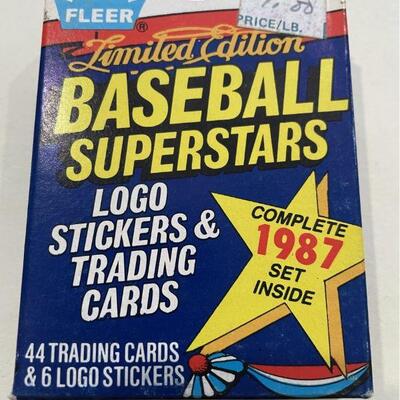 FLEER
®
PRICE/LB.
Limited Edition
BASEBALL
SUPERSTARS
LOGO
STICKERS &
TRADING
CARDS
COMPLETE
1987
SET
INSIDE
44 TRADING CARDS
& 6 LOGO STICKERS